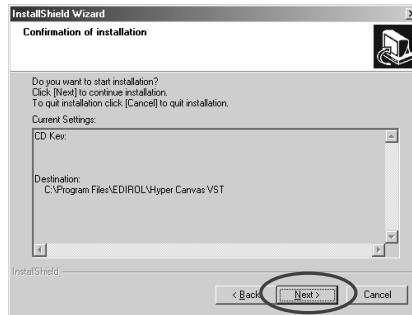 InstallShield Wizard
Confirmation of installation
Do you want to start installation?
Click [Next] to continue installation.
To quit installation click [Cancel] to quit installation.
Current Settings:
CD Key:
Destination:
C:\Program Files\EDIROL\Hyper Canvas VST
InstallShield
< Back
Next >
Cancel